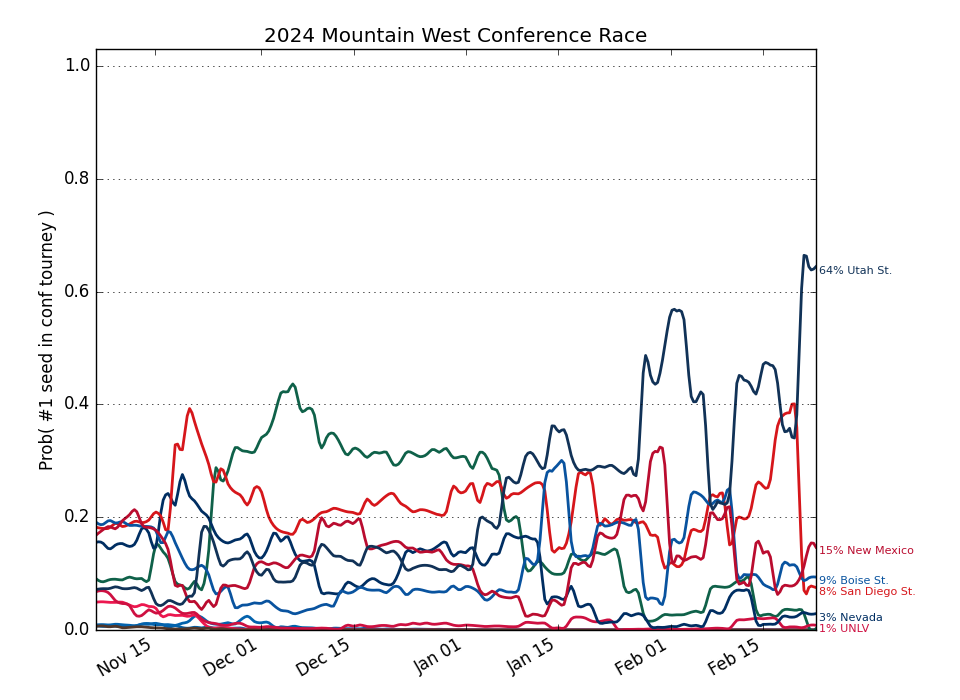 2024 Mountain West Conference Race
Prob( #1 seed in conf tourney )
1.0
0.8
0.6
0.4
0.2
0.0
64% Utah St.
15% New Mexico
9% Boise St.
8% San Diego St.
3% Nevada
1% UNLV
Nov 15
Dec 01
Dec 15
Jan 01
Jan 15
Feb 01
Feb 15